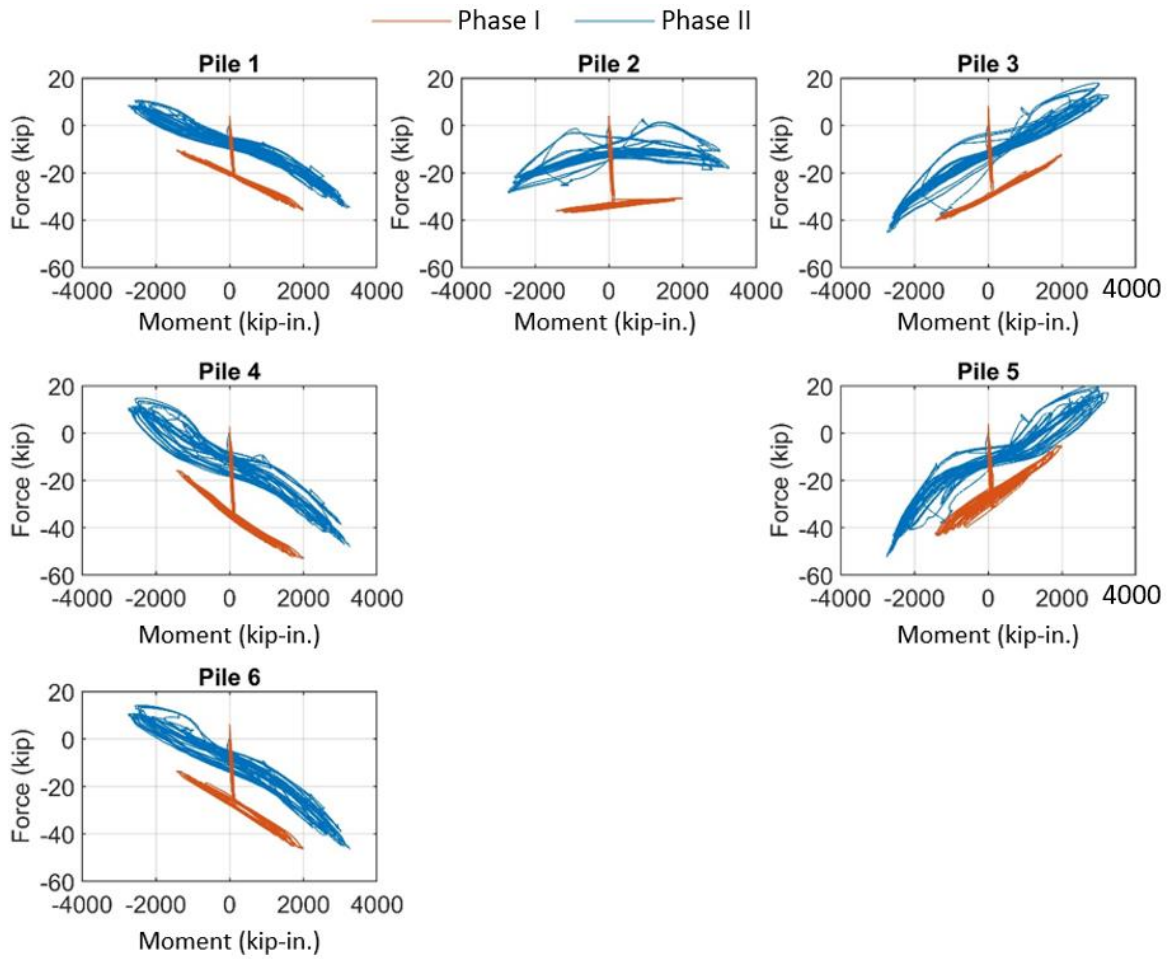 Phase I Phase II
Pile 1 Pile 2 Pile 3
20 20 20
0 0 0
-20 -20 -20
-40 -40 -40
-60 -60 -60
Force (kip) Force (kip) Force (kip)
-4000 -2000 0 2000 4000 -4000 -2000 0 2000 4000 -4000 -2000 0 2000 4000
Moment (kip-in.) Moment (kip-in.) Moment (kip-in.)
Pile 4 Pile 5
20 20
0 0
-20 -20
-40 -40
-60 -60
Force (kip) Force (kip)
-4000 -2000 0 2000 4000 -4000 -2000 0 2000 4000
Moment (kip-in.) Moment (kip-in.)
Pile 6
20
0
-20
-40
-60
Force (kip)
-4000 -2000 0 2000 4000
Moment (kip-in.)